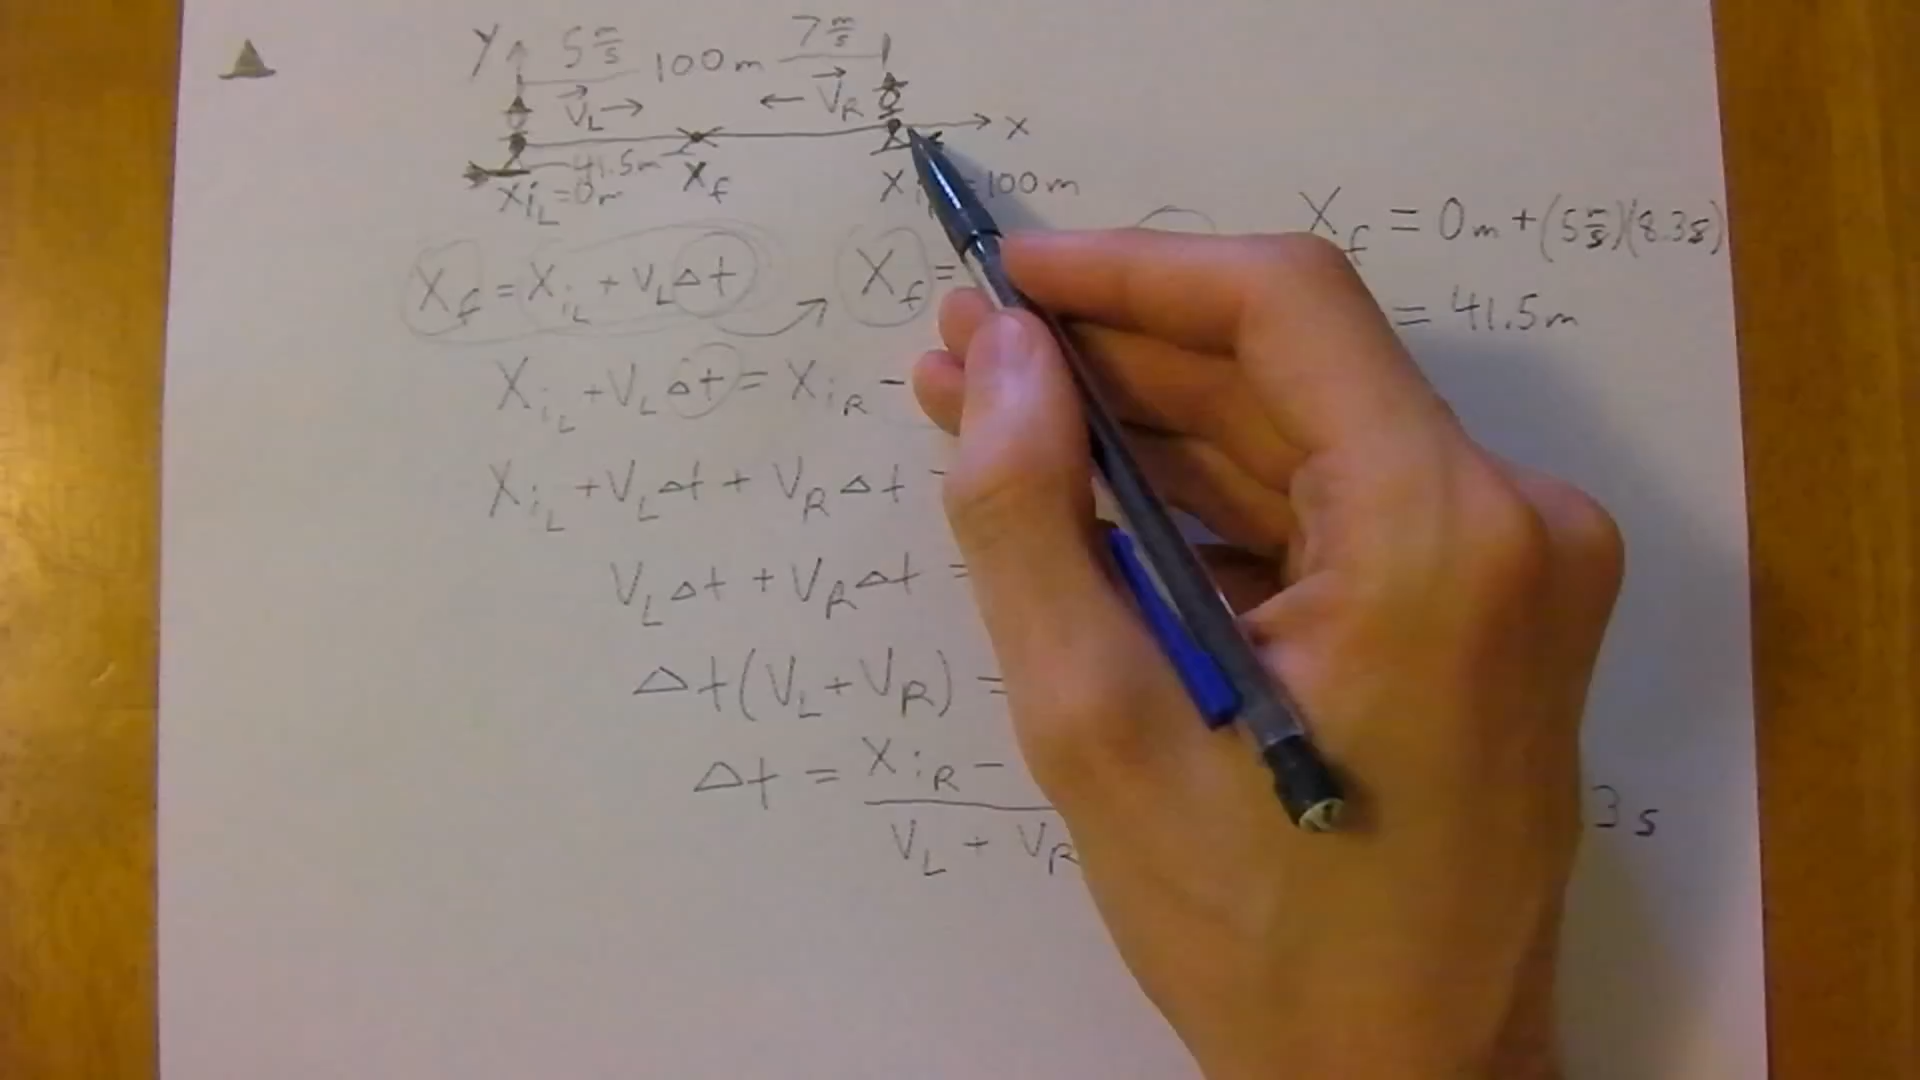 Y 5 m/s 100m 7 m/s
V_L → ← V_R
X
41.5m
X_iL = 0m X_f X_i = 100m
X_f = 0m + (5 m/s)(8.3s)
= 41.5m
X_f = X_iL + V_L Δt X_f =
X_iL + V_L Δt = X_iR -
X_iL + V_L Δt + V_R Δt
V_L Δt + V_R Δt =
Δt(V_L + V_R) =
Δt = X_iR -
V_L + V_R
3 s